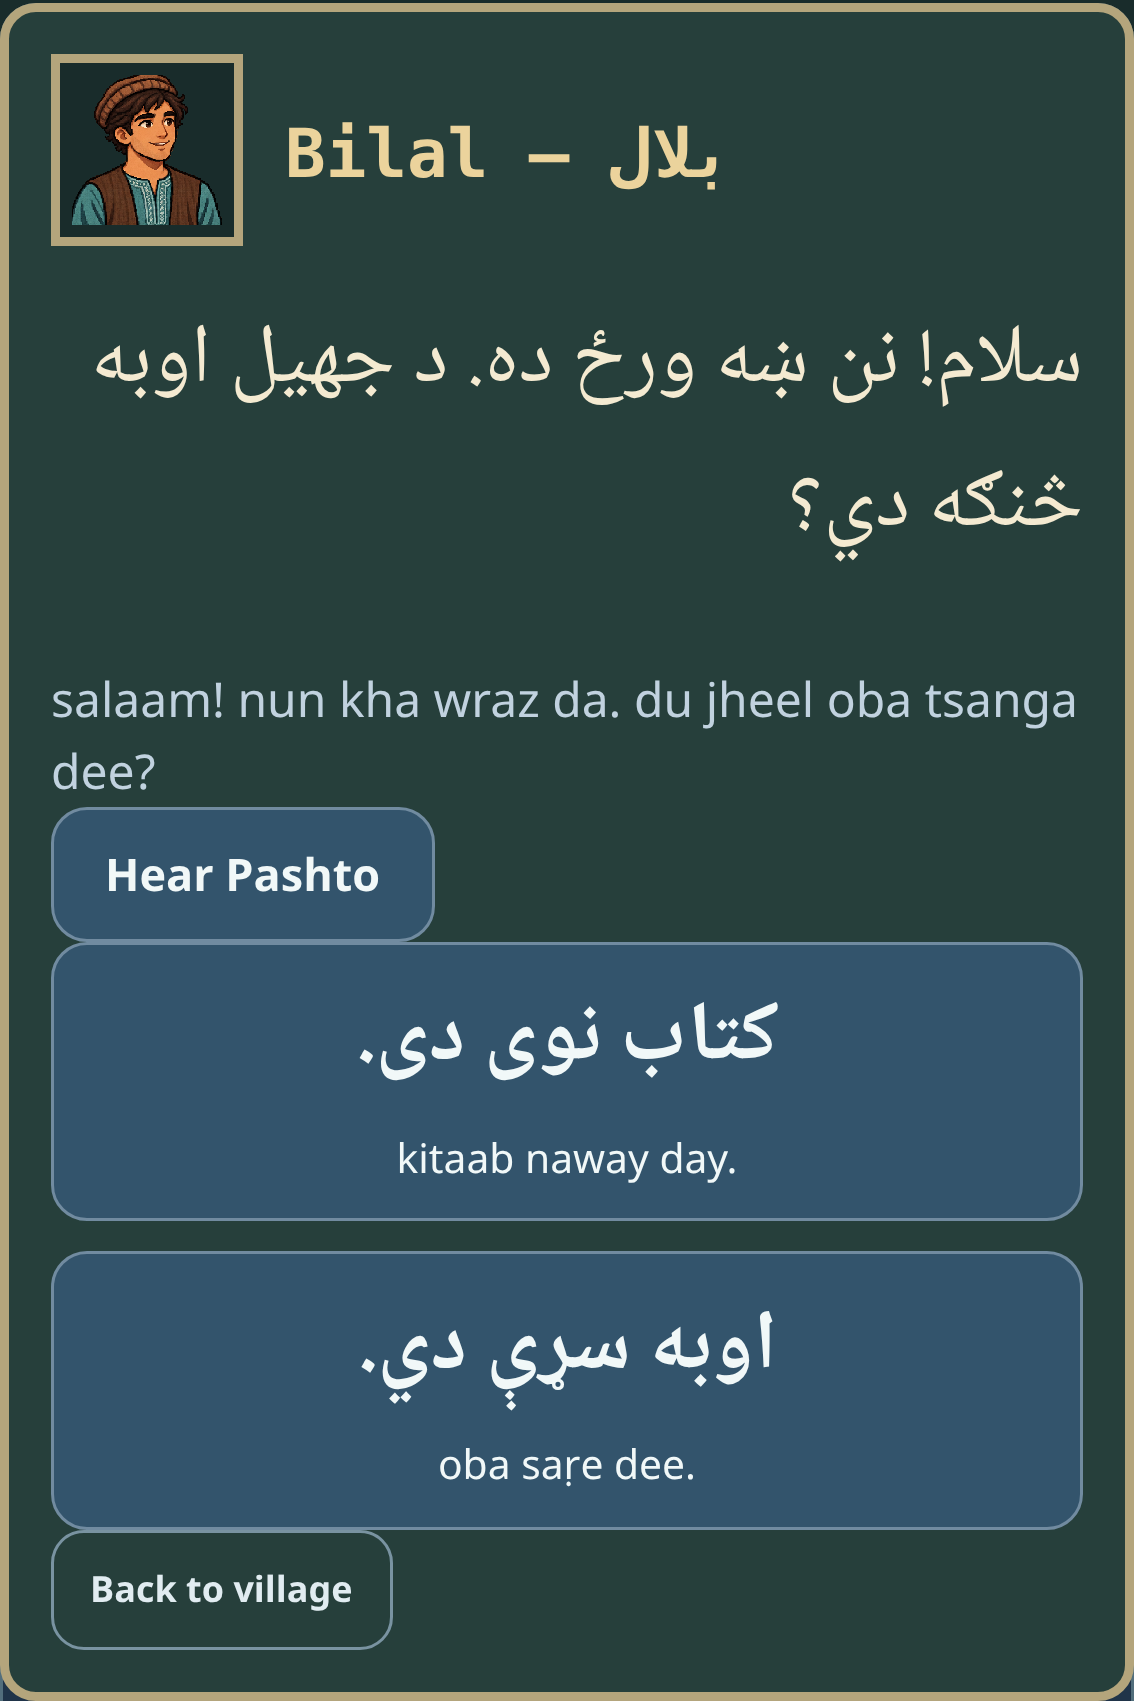 Bilal — بلال
سلام! نن ښه ورځ ده. د جهيل اوبه
څنګه دي؟
salaam! nun kha wraz da. du jheel oba tsanga
dee?
Hear Pashto
کتاب نوی دی.
kitaab naway day.
اوبه سړې دي.
oba saṛe dee.
Back to village